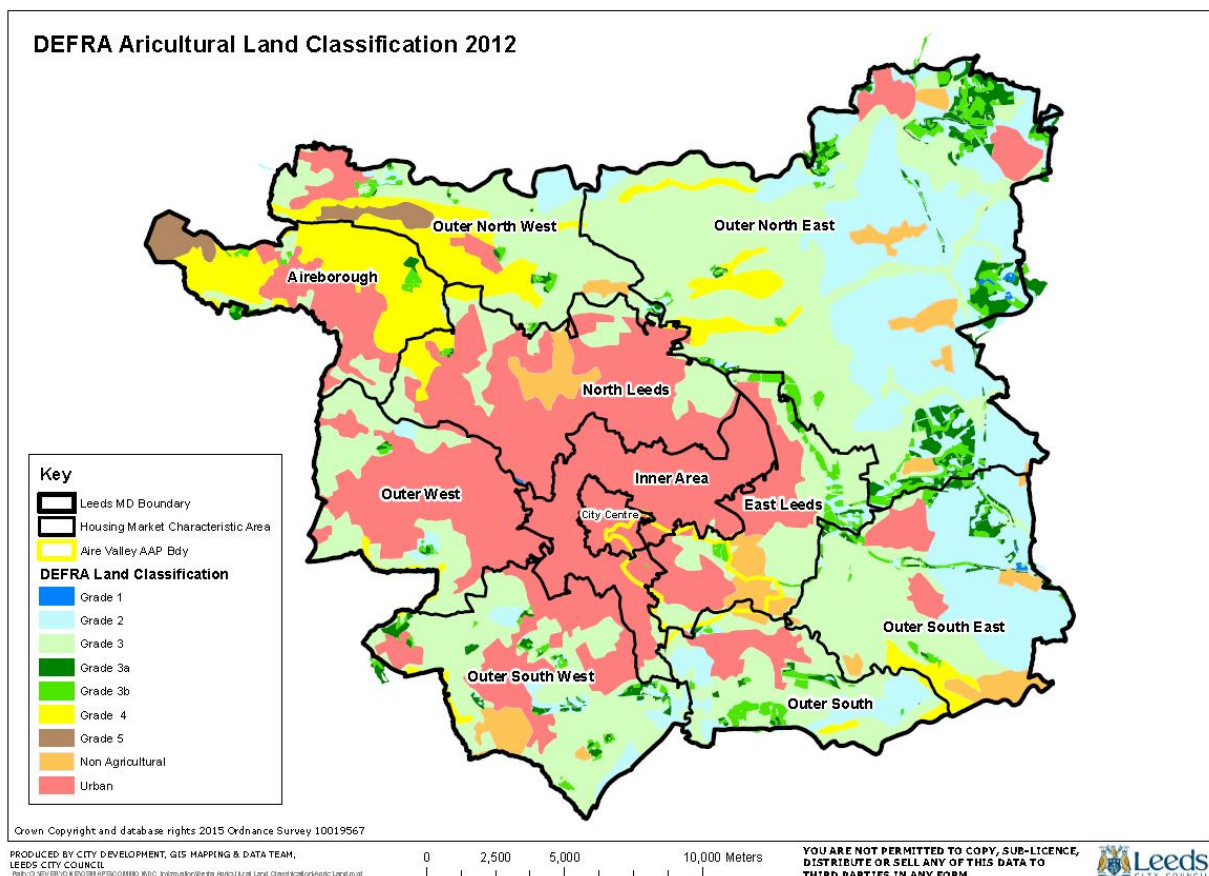 DEFRA Aricultural Land Classification 2012
Outer North West
Outer North East
Aireborough
North Leeds
Inner Area
Outer West
City Centre
East Leeds
Outer South East
Outer South West
Outer South
Key
Leeds MD Boundary
Housing Market Characteristic Area
Aire Valley AAP Bdy
DEFRA Land Classification
Grade 1
Grade 2
Grade 3
Grade 3a
Grade 3b
Grade 4
Grade 5
Non Agricultural
Urban
Crown Copyright and database rights 2015 Ordnance Survey 10019567
PRODUCED BY CITY DEVELOPMENT, GIS MAPPING & DATA TEAM,
LEEDS CITY COUNCIL
0 2,500 5,000 10,000 Meters
YOU ARE NOT PERMITTED TO COPY, SUB-LICENCE,
DISTRIBUTE OR SELL ANY OF THIS DATA TO
THIRD PARTIES IN ANY FORM
Leeds
CITY COUNCIL